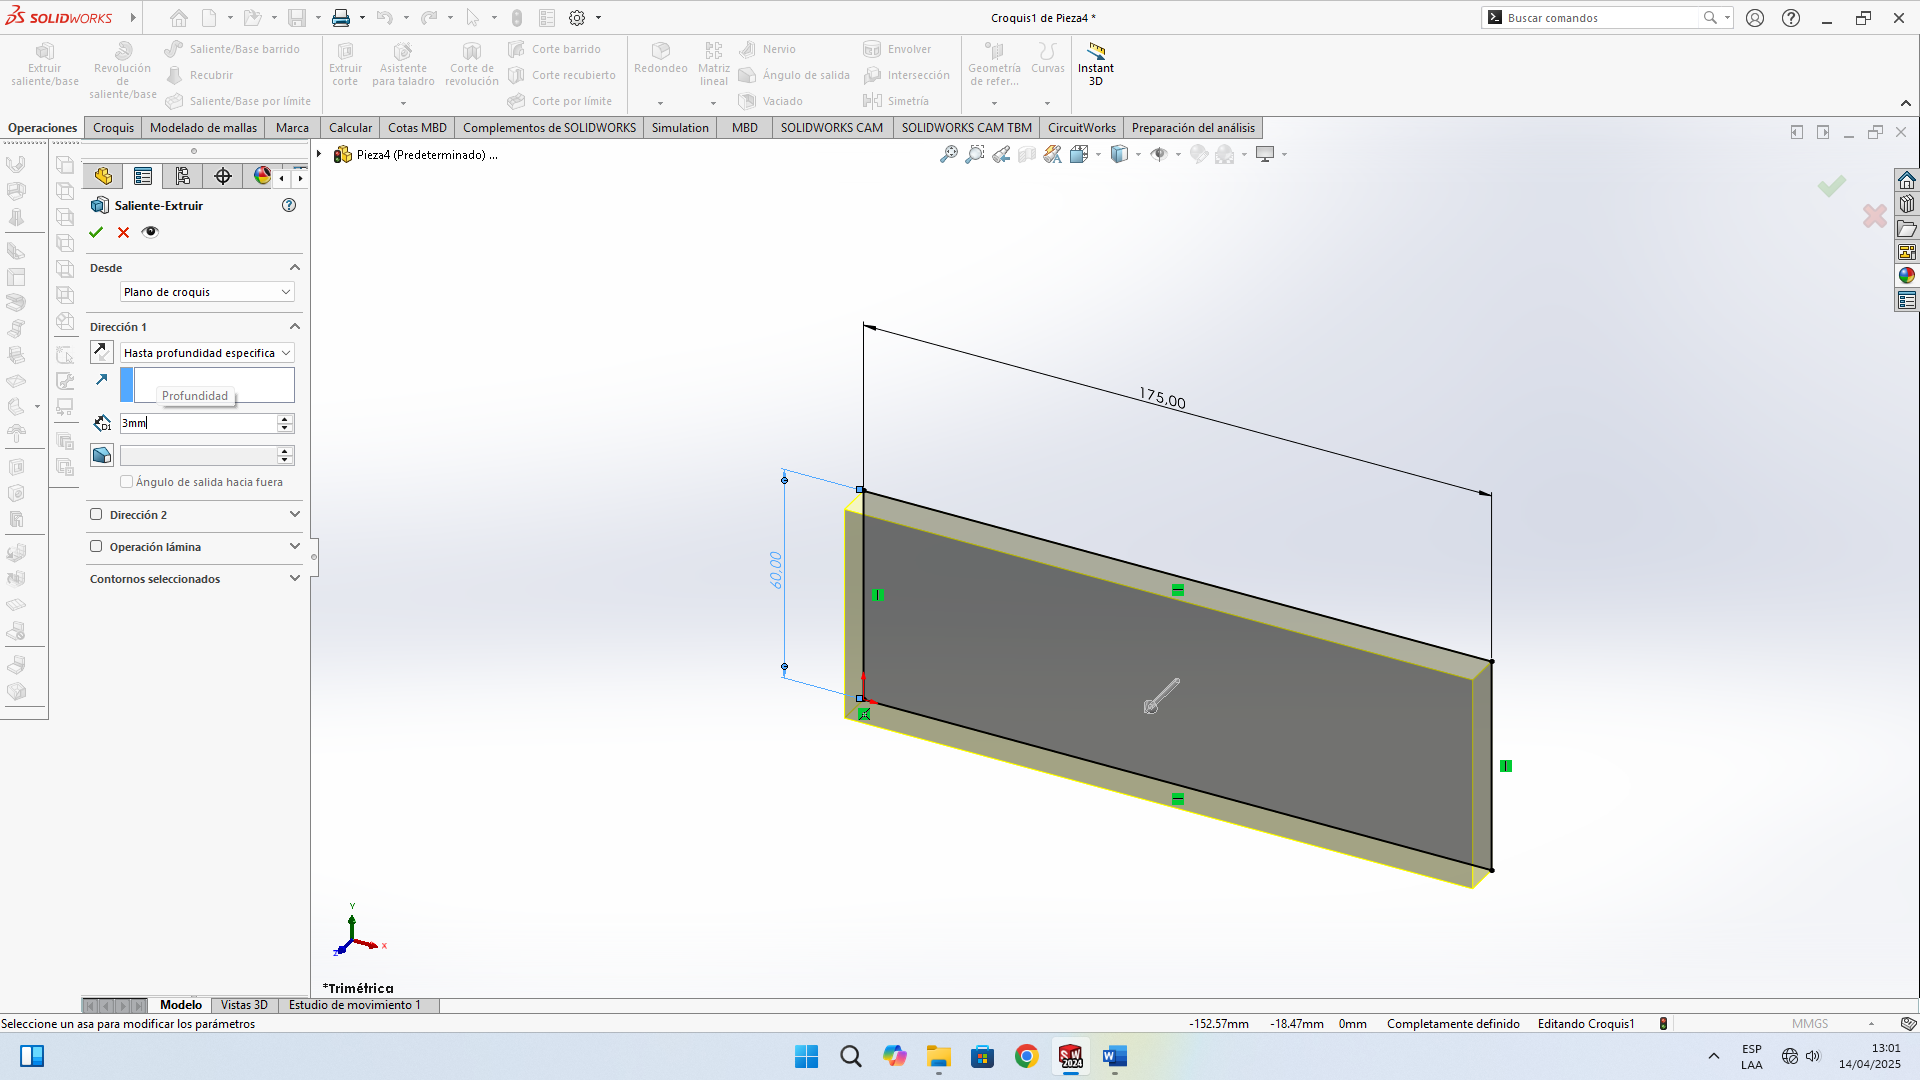 SOLIDWORKS
Croquis1 de Pieza4 *
Buscar comandos
Extruir saliente/base
Revolución de saliente/base
Saliente/Base barrido
Recubrir
Saliente/Base por límite
Extruir corte
Asistente para taladro
Corte de revolución
Corte barrido
Corte recubierto
Corte por límite
Redondeo
Matriz lineal
Nervio
Ángulo de salida
Vaciado
Envolver
Intersección
Simetría
Geometría de refer...
Curvas
Instant 3D
Operaciones
Croquis
Modelado de mallas
Marca
Calcular
Cotas MBD
Complementos de SOLIDWORKS
Simulation
MBD
SOLIDWORKS CAM
SOLIDWORKS CAM TBM
CircuitWorks
Preparación del análisis
Pieza4 (Predeterminado) ...
Saliente-Extruir
Desde
Plano de croquis
Dirección 1
Hasta profundidad especifica
Profundidad
D1
3mm
Ángulo de salida hacia fuera
Dirección 2
Operación lámina
Contornos seleccionados
175,00
60,00
Y
X
Z
*Trimétrica
Modelo
Vistas 3D
Estudio de movimiento 1
Seleccione un asa para modificar los parámetros
-152.57mm
-18.47mm
0mm
Completamente definido
Editando Croquis1
MMGS
SW 2024
ESP
LAA
13:01
14/04/2025